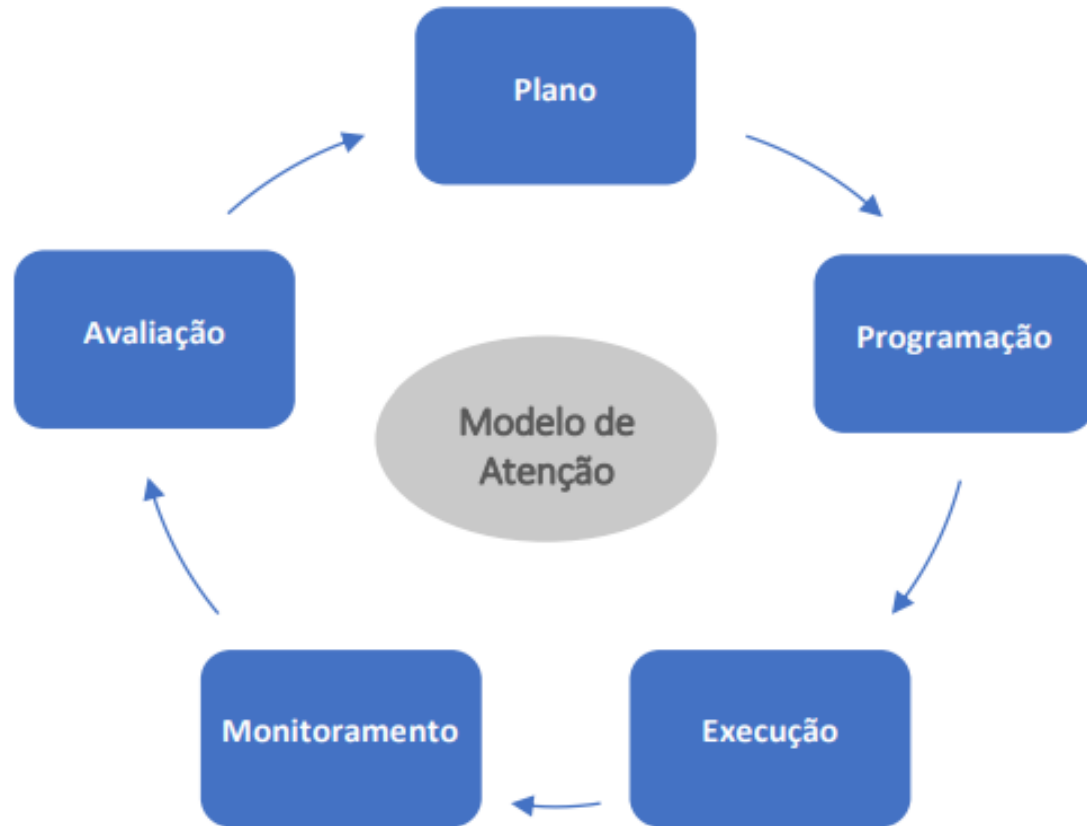 Plano
Programação
Execução
Monitoramento
Avaliação
Modelo de
Atenção